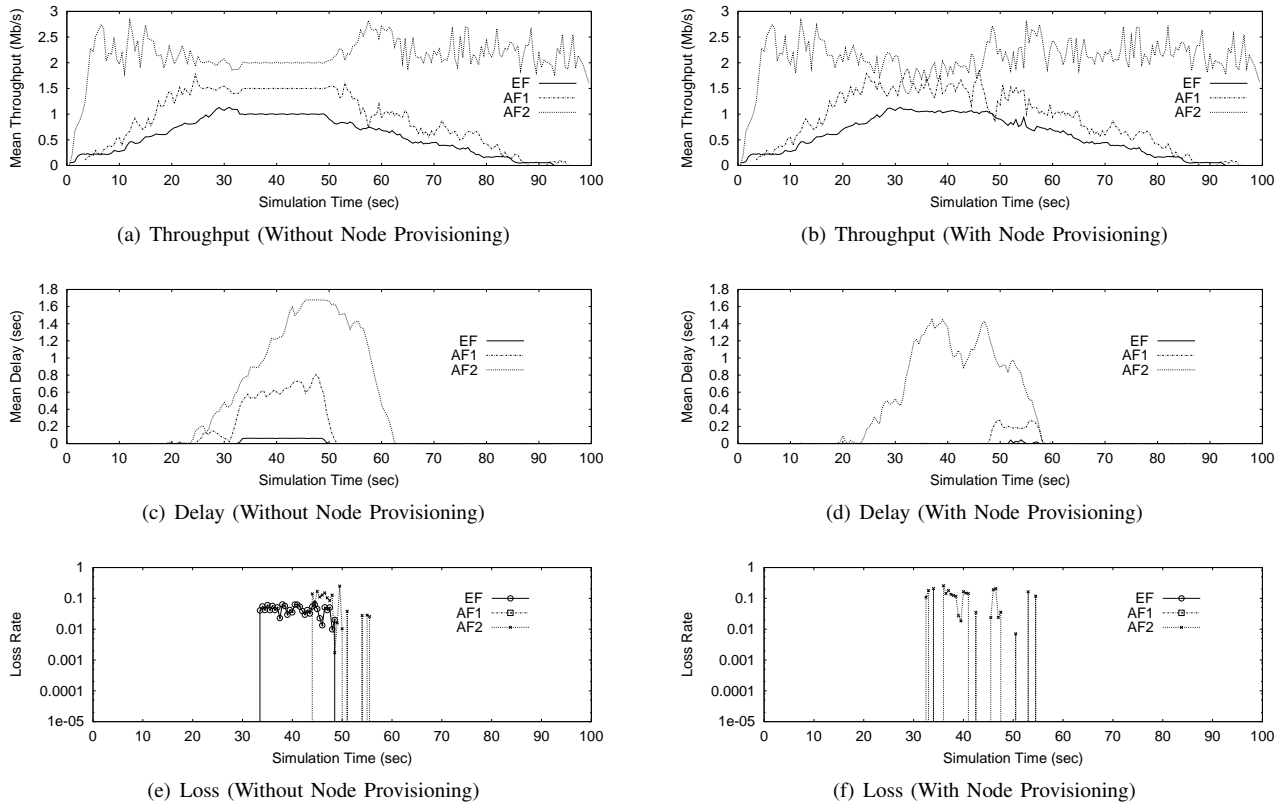 Mean Throughput (Mb/s)
3
2.5
2
1.5
1
0.5
0
0 10 20 30 40 50 60 70 80 90 100
Simulation Time (sec)
EF
AF1
AF2
(a) Throughput (Without Node Provisioning)
Mean Throughput (Mb/s)
3
2.5
2
1.5
1
0.5
0
0 10 20 30 40 50 60 70 80 90 100
Simulation Time (sec)
EF
AF1
AF2
(b) Throughput (With Node Provisioning)
Mean Delay (sec)
1.8
1.6
1.4
1.2
1
0.8
0.6
0.4
0.2
0
0 10 20 30 40 50 60 70 80 90 100
Simulation Time (sec)
EF
AF1
AF2
(c) Delay (Without Node Provisioning)
Mean Delay (sec)
1.8
1.6
1.4
1.2
1
0.8
0.6
0.4
0.2
0
0 10 20 30 40 50 60 70 80 90 100
Simulation Time (sec)
EF
AF1
AF2
(d) Delay (With Node Provisioning)
Loss Rate
1
0.1
0.01
0.001
0.0001
1e-05
0 10 20 30 40 50 60 70 80 90 100
Simulation Time (sec)
EF
AF1
AF2
(e) Loss (Without Node Provisioning)
Loss Rate
1
0.1
0.01
0.001
0.0001
1e-05
0 10 20 30 40 50 60 70 80 90 100
Simulation Time (sec)
EF
AF1
AF2
(f) Loss (With Node Provisioning)